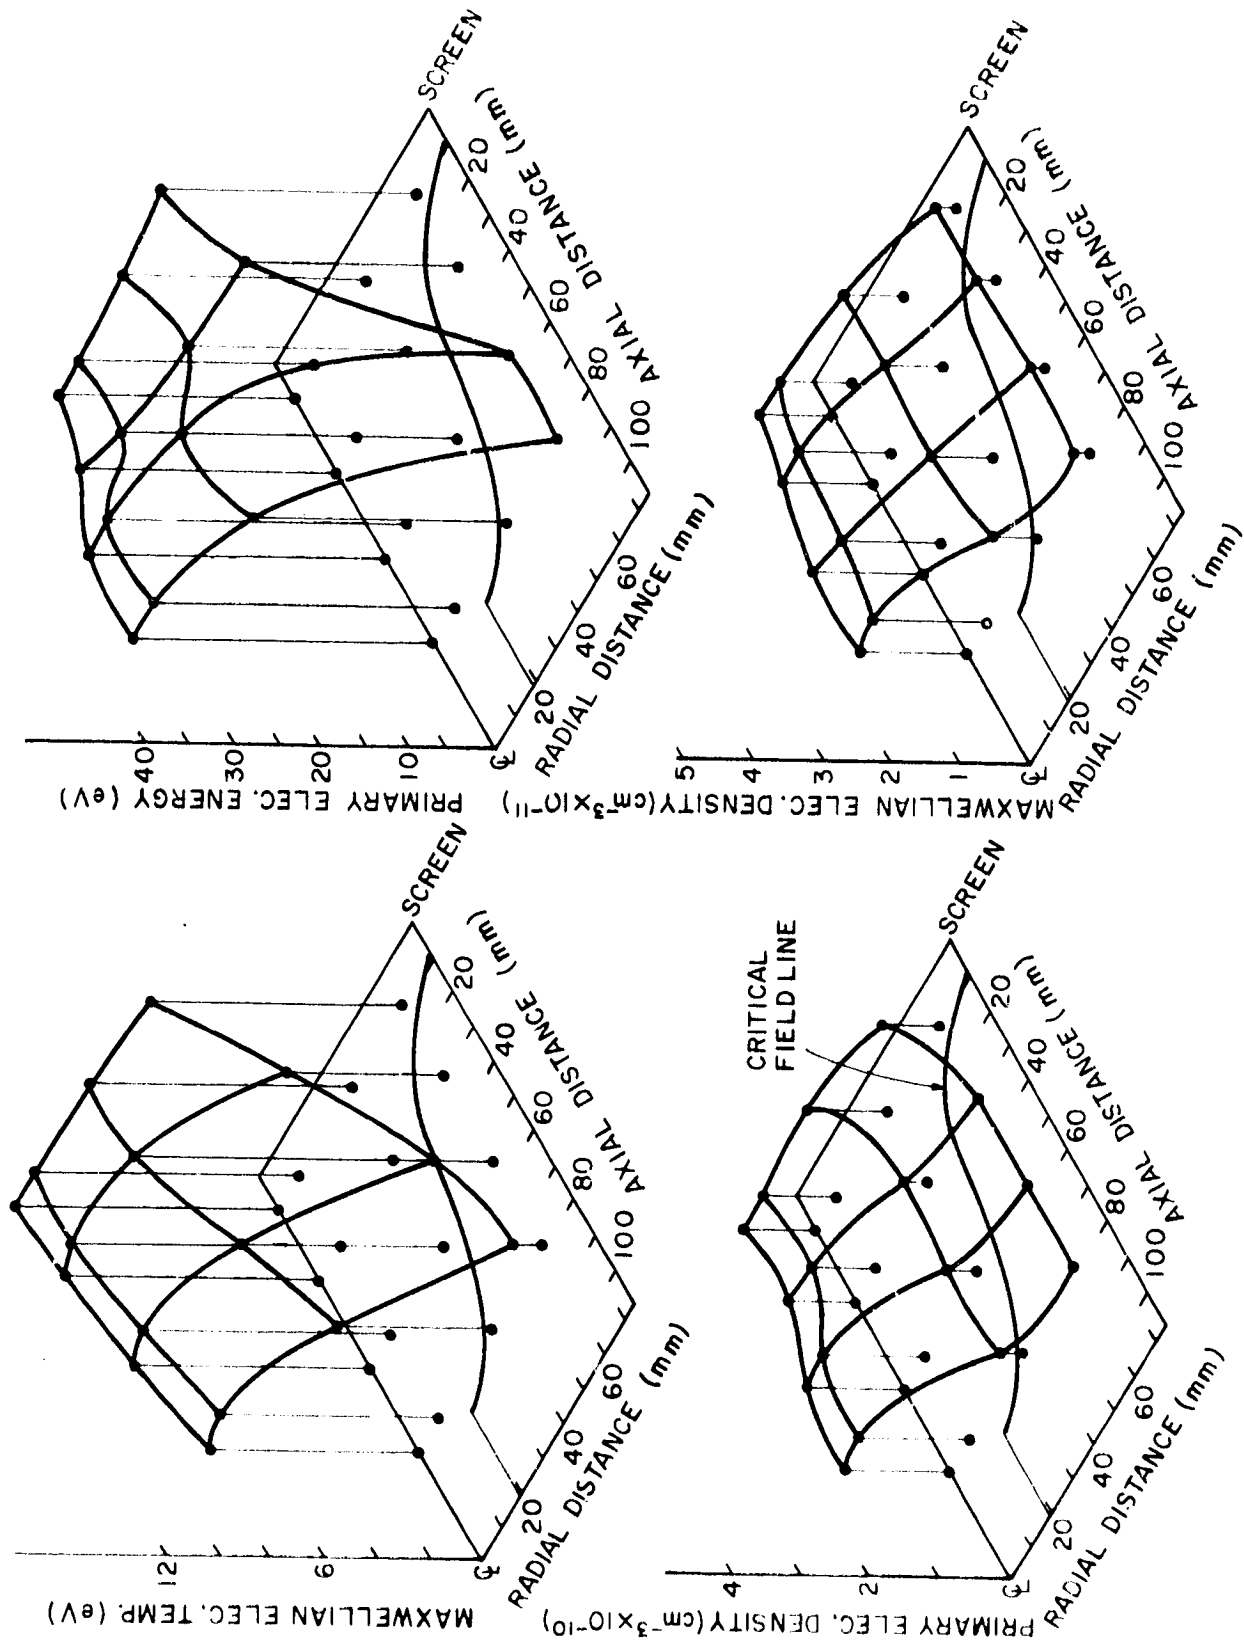 MAXWELLIAN ELEC. TEMP. (eV)
12
6
℄
20
40
60
RADIAL DISTANCE (mm)
100
80
60
40
20
AXIAL DISTANCE (mm)
SCREEN
PRIMARY ELEC. ENERGY (eV)
40
30
20
10
℄
20
40
60
RADIAL DISTANCE (mm)
100
80
60
40
20
AXIAL DISTANCE (mm)
SCREEN
PRIMARY ELEC. DENSITY (cm⁻³×10⁻¹⁰)
4
2
℄
20
40
60
RADIAL DISTANCE (mm)
100
80
60
40
20
AXIAL DISTANCE (mm)
SCREEN
CRITICAL
FIELD LINE
MAXWELLIAN ELEC. DENSITY (cm⁻³×10⁻¹¹)
5
4
3
2
1
℄
20
40
60
RADIAL DISTANCE (mm)
100
80
60
40
20
AXIAL DISTANCE (mm)
SCREEN